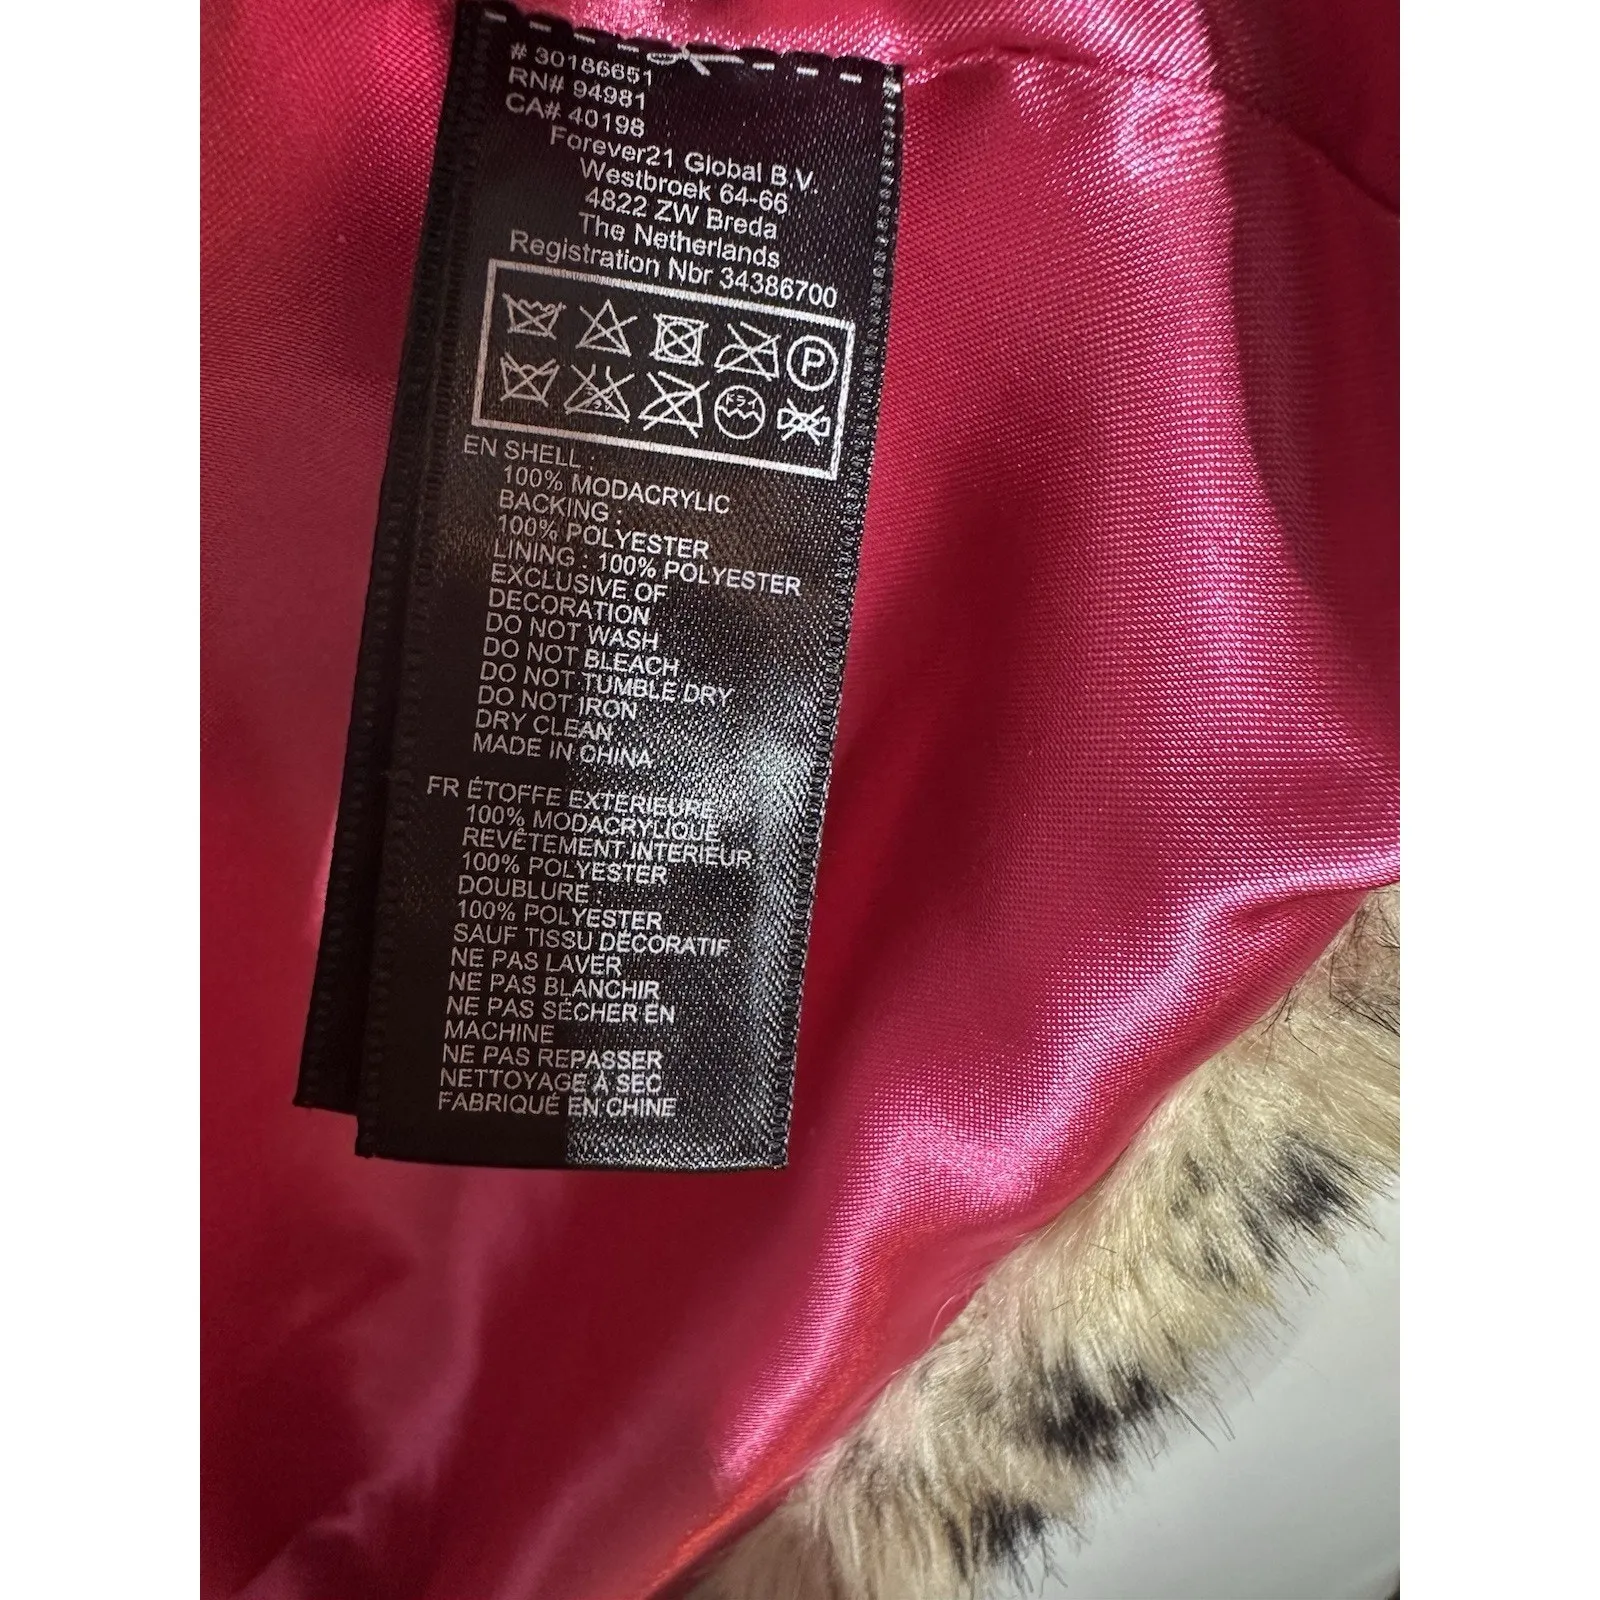 # 30186651
RN# 94981
CA# 40198
Forever21 Global B.V.
Westbroek 64-66
4822 ZW Breda
The Netherlands
Registration Nbr 34386700
P
ドライ
EN SHELL :
100% MODACRYLIC
BACKING :
100% POLYESTER
LINING : 100% POLYESTER
EXCLUSIVE OF
DECORATION
DO NOT WASH
DO NOT BLEACH
DO NOT TUMBLE DRY
DO NOT IRON
DRY CLEAN
MADE IN CHINA
FR ÉTOFFE EXTÉRIEURE
100% MODACRYLIQUE
REVÊTEMENT INTÉRIEUR
100% POLYESTER
DOUBLURE
100% POLYESTER
SAUF TISSU DÉCORATIF
NE PAS LAVER
NE PAS BLANCHIR
NE PAS SÉCHER EN
MACHINE
NE PAS REPASSER
NETTOYAGE À SEC
FABRIQUÉ EN CHINE